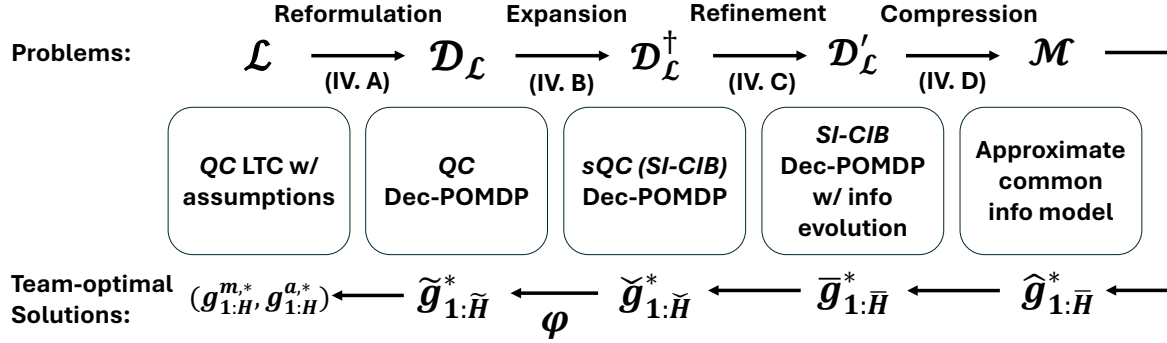 Reformulation Expansion Refinement Compression
Problems: ℒ 𝒟_ℒ 𝒟_ℒ^† 𝒟_ℒ′ ℳ
(IV. A) (IV. B) (IV. C) (IV. D)
QC LTC w/
assumptions
QC
Dec-POMDP
sQC (SI-CIB)
Dec-POMDP
SI-CIB
Dec-POMDP
w/ info
evolution
Approximate
common
info model
Team-optimal
Solutions:
(g^{m,*}_{1:H}, g^{a,*}_{1:H}) g̃^*_{1:H̃} ğ^*_{1:H̆} ḡ^*_{1:H̄} ĝ^*_{1:H̄}
φ